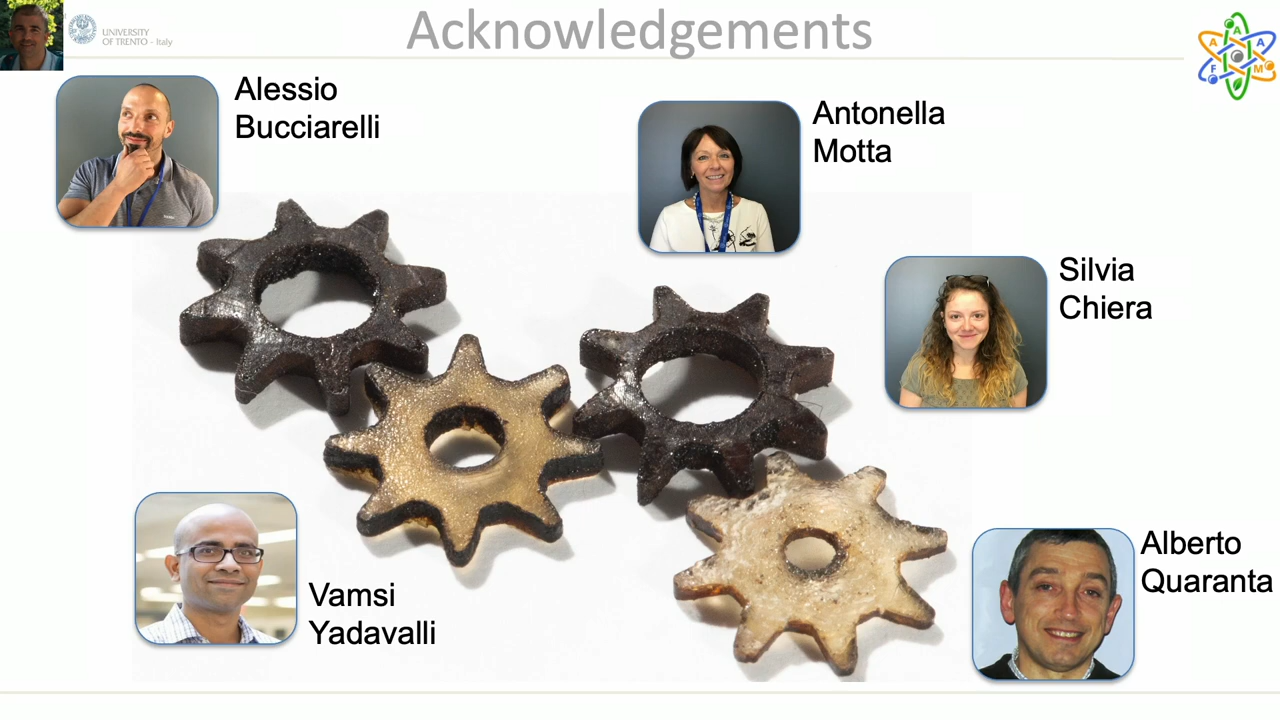 Acknowledgements
UNIVERSITY
OF TRENTO - Italy
A
A
A
F
M
Alessio
Bucciarelli
Antonella
Motta
Silvia
Chiera
Vamsi
Yadavalli
Alberto
Quaranta